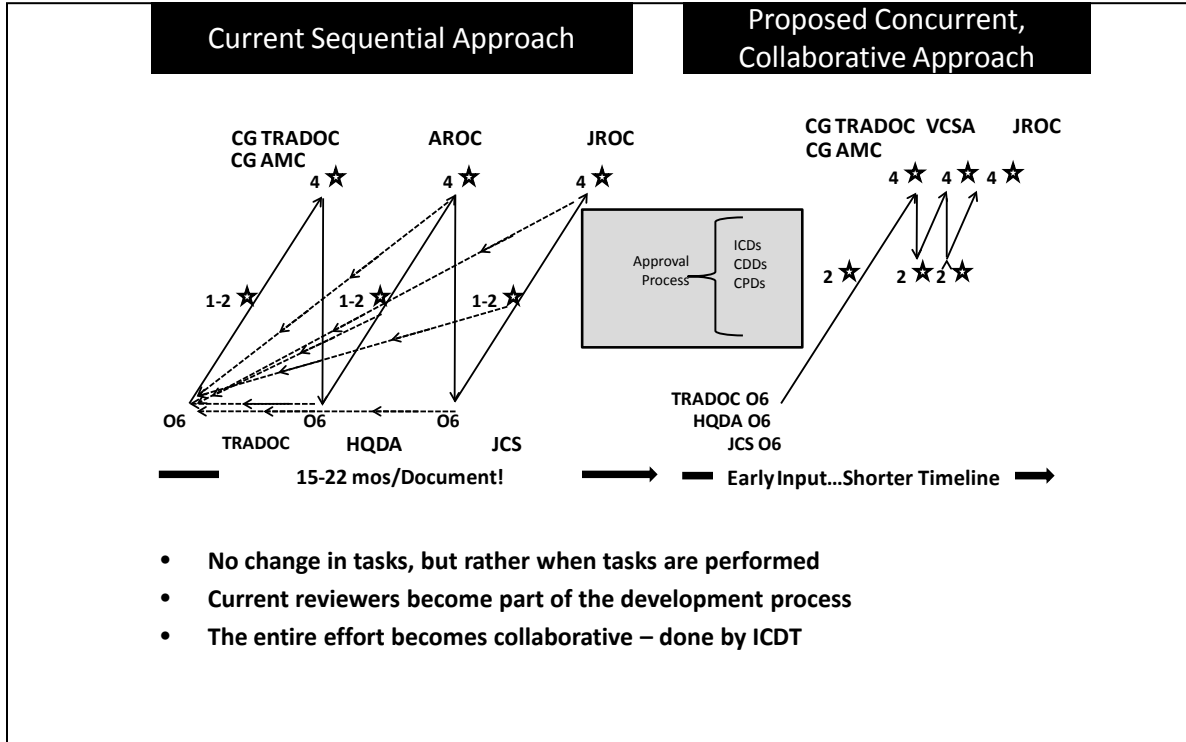 Current Sequential Approach
Proposed Concurrent,
Collaborative Approach
CG TRADOC
CG AMC
AROC
JROC
4
4
4
1-2
1-2
1-2
O6
O6
O6
TRADOC
HQDA
JCS
15-22 mos/Document!
Approval
Process
ICDs
CDDs
CPDs
CG TRADOC
CG AMC
VCSA
JROC
4
4
4
2
2
2
TRADOC O6
HQDA O6
JCS O6
Early Input...Shorter Timeline
• No change in tasks, but rather when tasks are performed
• Current reviewers become part of the development process
• The entire effort becomes collaborative – done by ICDT